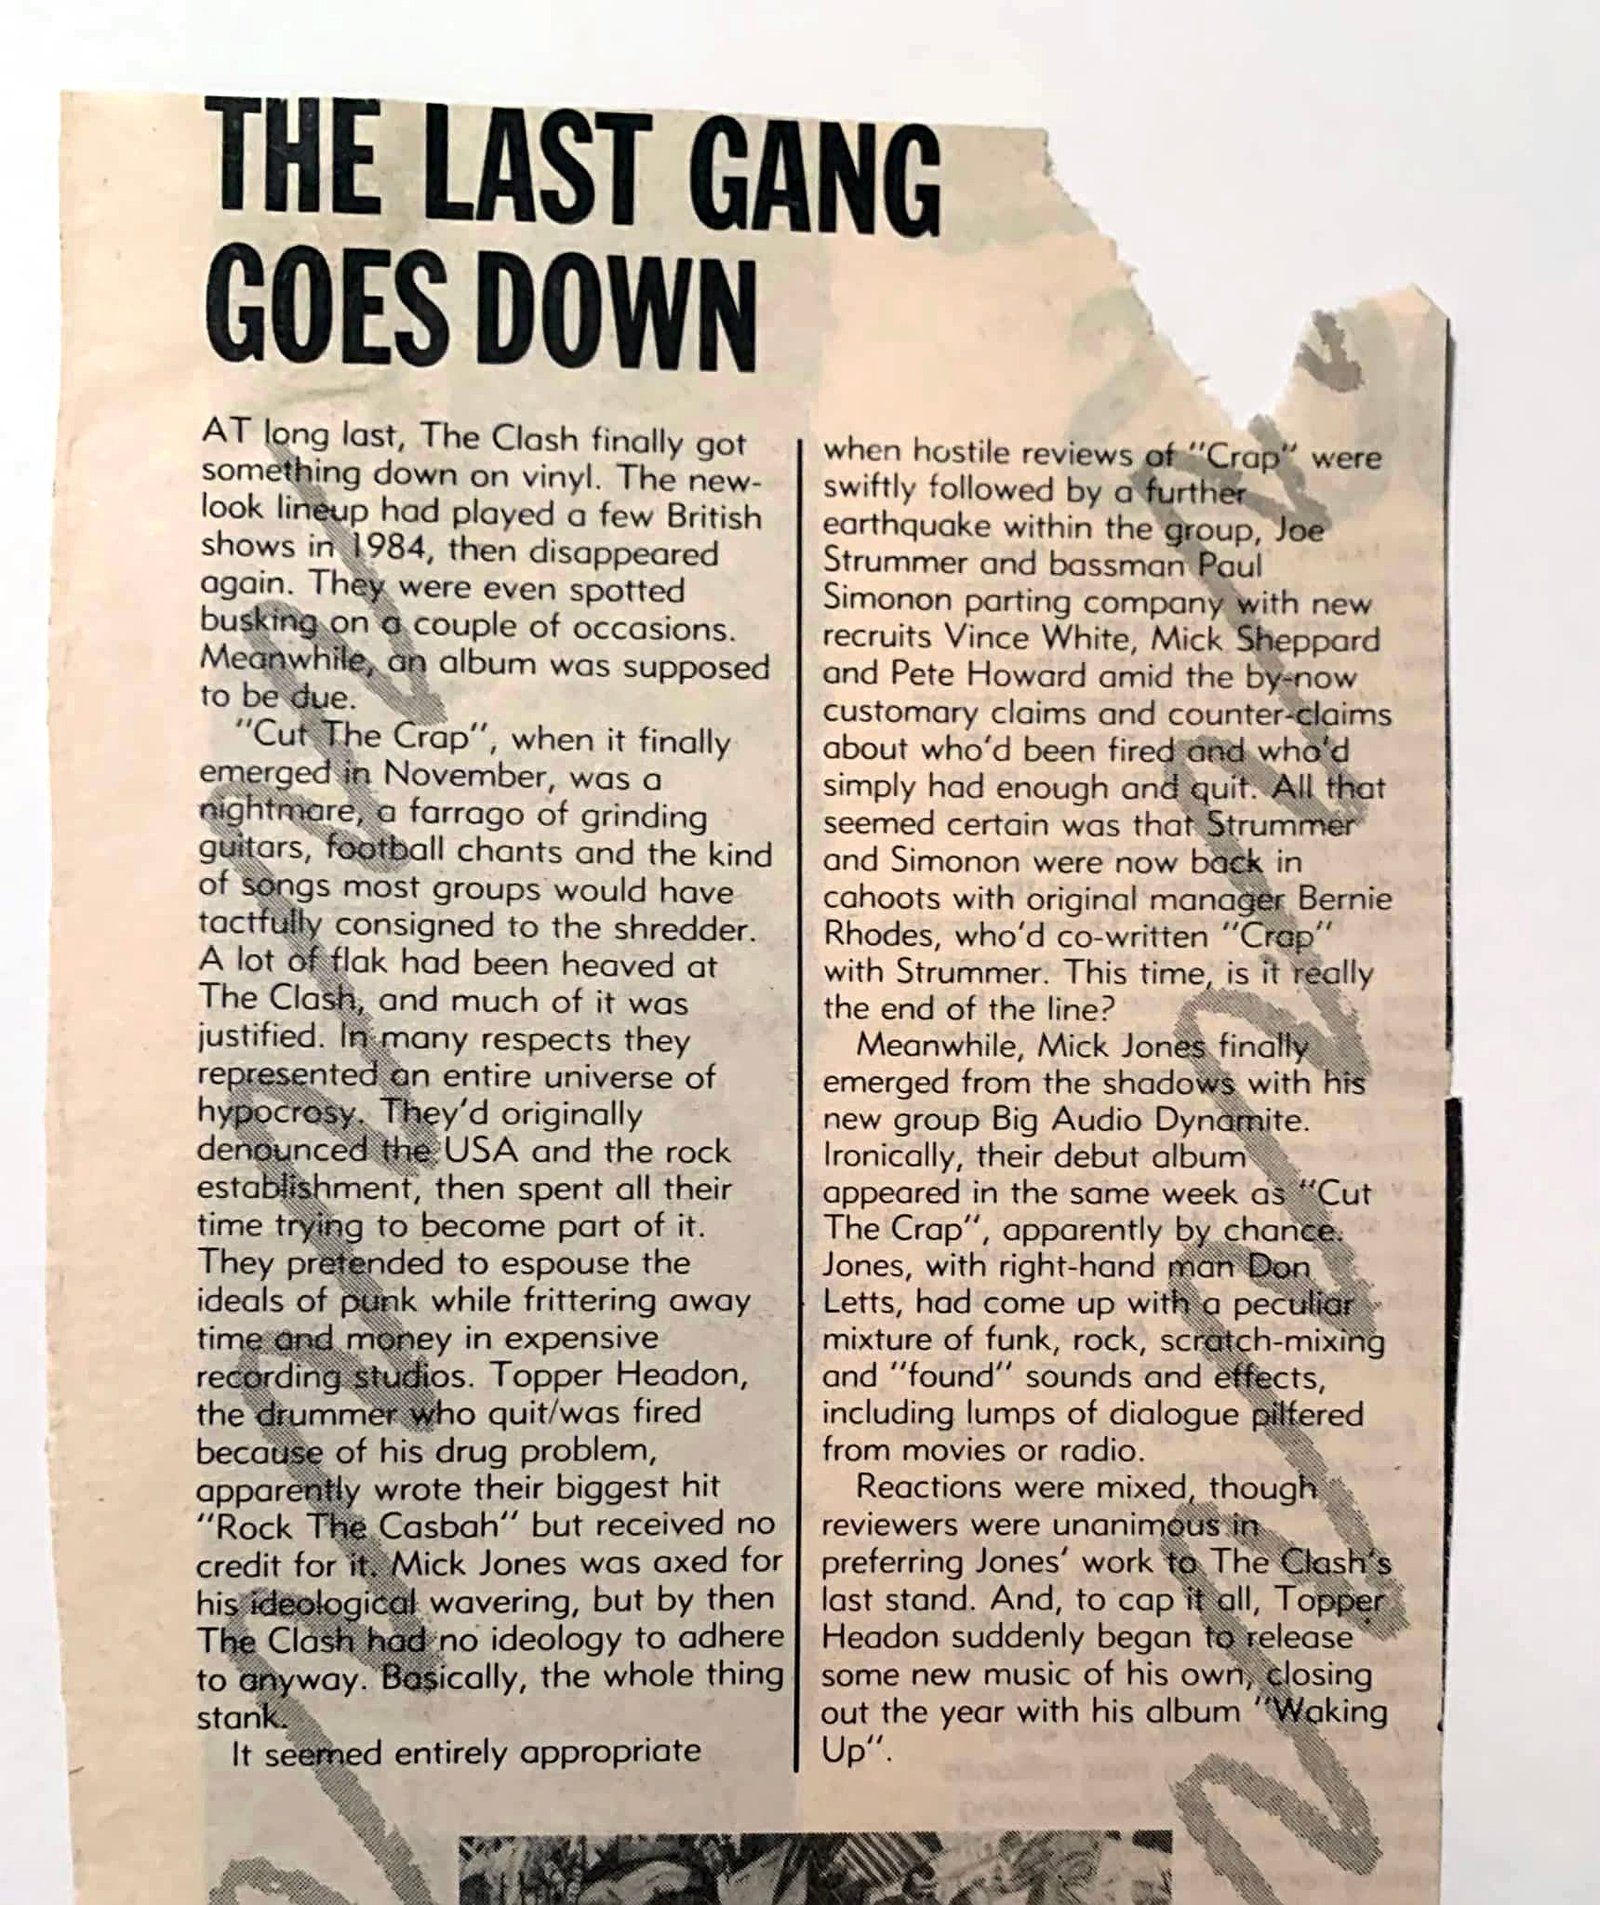 THE LAST GANG
GOES DOWN
AT long last, The Clash finally got
something down on vinyl. The new-
look lineup had played a few British
shows in 1984, then disappeared
again. They were even spotted
busking on a couple of occasions.
Meanwhile, an album was supposed
to be due.
"Cut The Crap", when it finally
emerged in November, was a
nightmare, a farrago of grinding
guitars, football chants and the kind
of songs most groups would have
tactfully consigned to the shredder.
A lot of flak had been heaved at
The Clash, and much of it was
justified. In many respects they
represented an entire universe of
hypocrosy. They'd originally
denounced the USA and the rock
establishment, then spent all their
time trying to become part of it.
They pretended to espouse the
ideals of punk while frittering away
time and money in expensive
recording studios. Topper Headon,
the drummer who quit/was fired
because of his drug problem,
apparently wrote their biggest hit
"Rock The Casbah" but received no
credit for it. Mick Jones was axed for
his ideological wavering, but by then
The Clash had no ideology to adhere
to anyway. Basically, the whole thing
stank.
It seemed entirely appropriate
when hostile reviews of "Crap" were
swiftly followed by a further
earthquake within the group, Joe
Strummer and bassman Paul
Simonon parting company with new
recruits Vince White, Mick Sheppard
and Pete Howard amid the by-now
customary claims and counter-claims
about who'd been fired and who'd
simply had enough and quit. All that
seemed certain was that Strummer
and Simonon were now back in
cahoots with original manager Bernie
Rhodes, who'd co-written "Crap"
with Strummer. This time, is it really
the end of the line?
Meanwhile, Mick Jones finally
emerged from the shadows with his
new group Big Audio Dynamite.
Ironically, their debut album
appeared in the same week as "Cut
The Crap", apparently by chance.
Jones, with right-hand man Don
Letts, had come up with a peculiar
mixture of funk, rock, scratch-mixing
and "found" sounds and effects,
including lumps of dialogue pilfered
from movies or radio.
Reactions were mixed, though
reviewers were unanimous in
preferring Jones' work to The Clash's
last stand. And, to cap it all, Topper
Headon suddenly began to release
some new music of his own, closing
out the year with his album "Waking
Up".